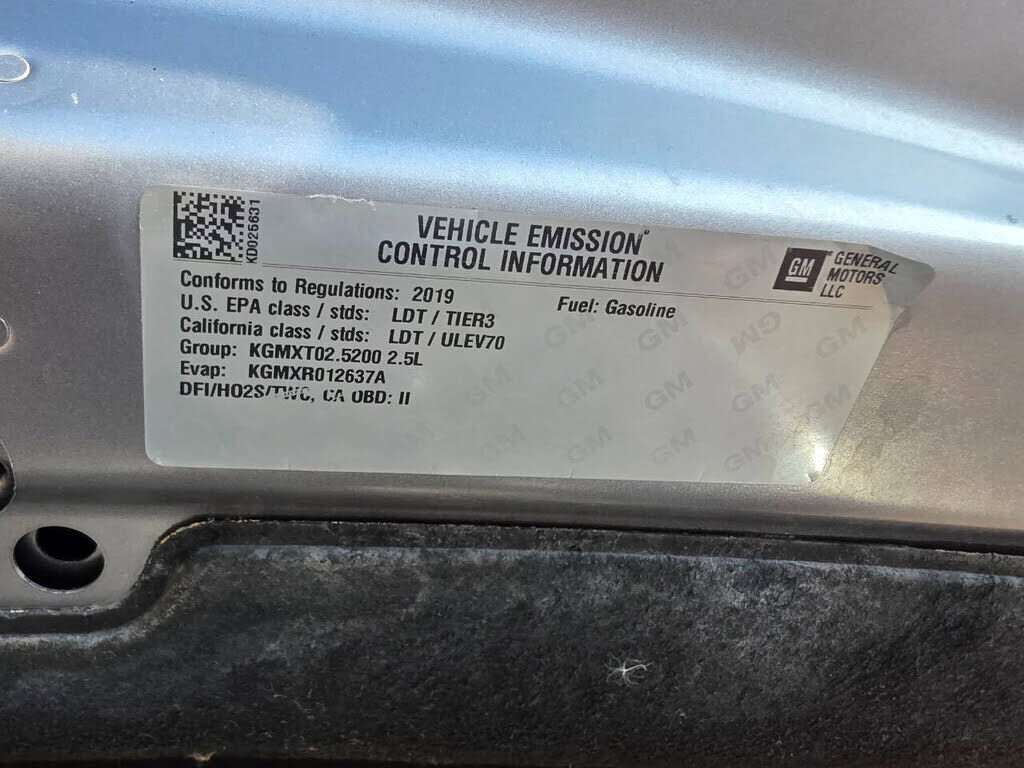 KD025631
VEHICLE EMISSION
CONTROL INFORMATION
GM GENERAL
MOTORS
LLC
Conforms to Regulations: 2019
Fuel: Gasoline
U.S. EPA class / stds: LDT / TIER3
California class / stds: LDT / ULEV70
Group: KGMXT02.5200 2.5L
Evap: KGMXR012637A
DFI/HO2S/TWC, CA OBD: II